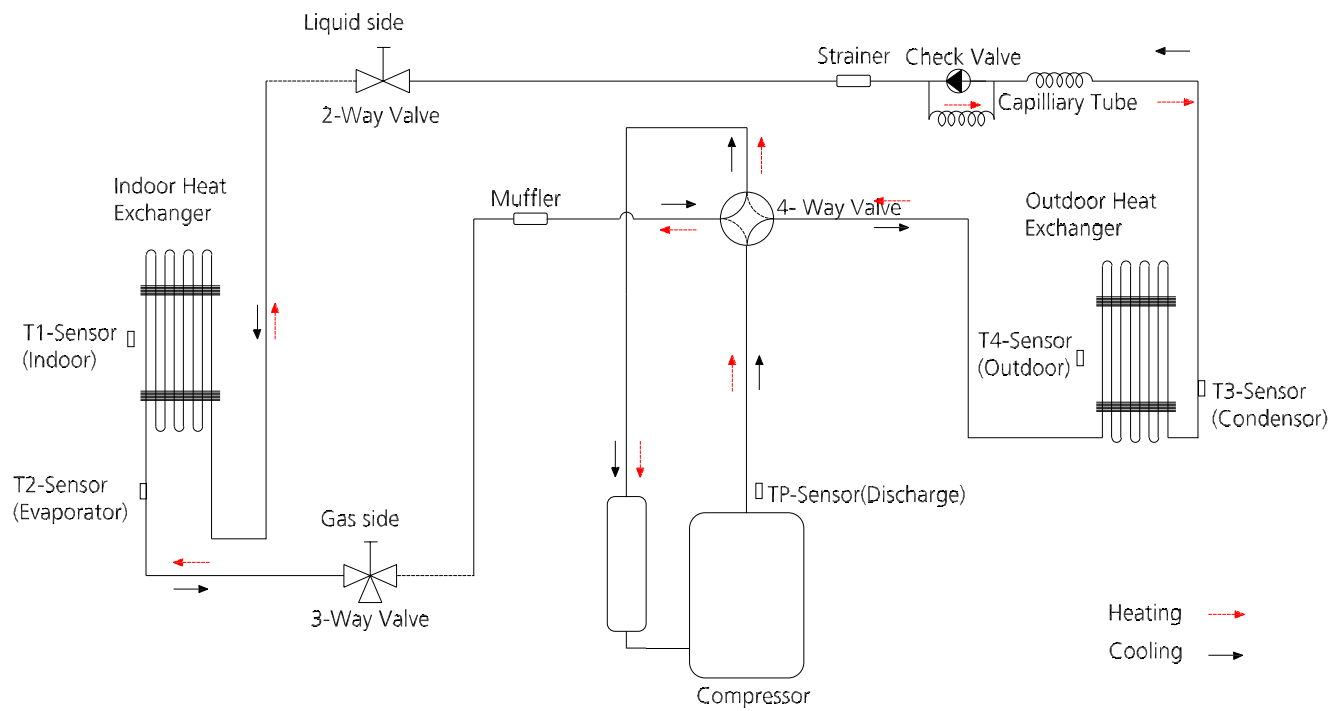 Liquid side
2-Way Valve
Strainer
Check Valve
Capilliary Tube
Indoor Heat
Exchanger
Muffler
4- Way Valve
Outdoor Heat
Exchanger
T1-Sensor
(Indoor)
T4-Sensor
(Outdoor)
T3-Sensor
(Condensor)
T2-Sensor
(Evaporator)
TP-Sensor(Discharge)
Gas side
3-Way Valve
Compressor
Heating
Cooling